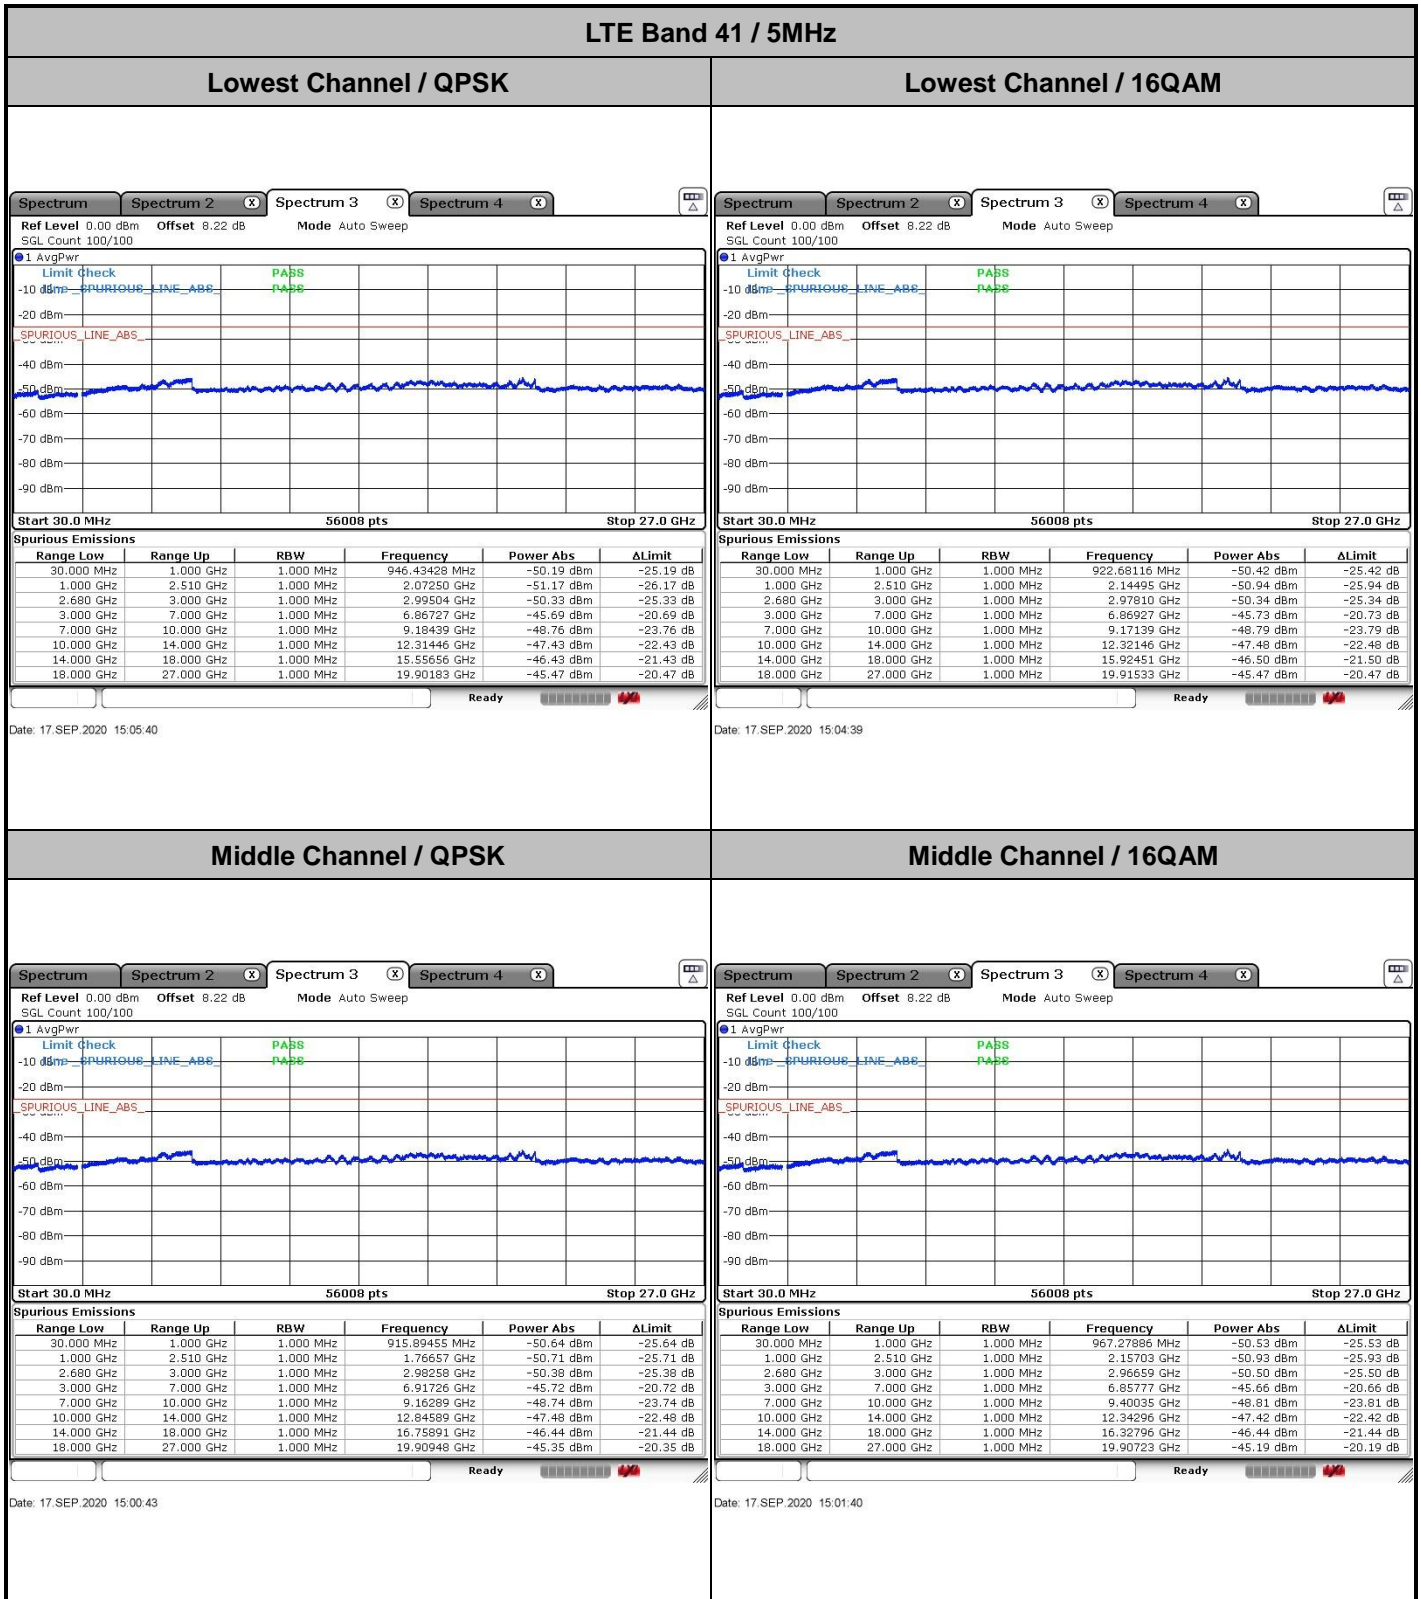 LTE Band 41 / 5MHz
Lowest Channel / QPSK
Lowest Channel / 16QAM
Spectrum Spectrum 2 X Spectrum 3 X Spectrum 4 X
Ref Level 0.00 dBm Offset 8.22 dB Mode Auto Sweep
SGL Count 100/100
1 AvgPwr
Limit Check PASS
Line _SPURIOUS_LINE_ABS_ PASS
-10 dBm
-20 dBm
_SPURIOUS_LINE_ABS_
-40 dBm
-50 dBm
-60 dBm
-70 dBm
-80 dBm
-90 dBm
Start 30.0 MHz 56008 pts Stop 27.0 GHz
Spurious Emissions
Range Low Range Up RBW Frequency Power Abs ΔLimit
30.000 MHz 1.000 GHz 1.000 MHz 946.43428 MHz -50.19 dBm -25.19 dB
1.000 GHz 2.510 GHz 1.000 MHz 2.07250 GHz -51.17 dBm -26.17 dB
2.680 GHz 3.000 GHz 1.000 MHz 2.99504 GHz -50.33 dBm -25.33 dB
3.000 GHz 7.000 GHz 1.000 MHz 6.86727 GHz -45.69 dBm -20.69 dB
7.000 GHz 10.000 GHz 1.000 MHz 9.18439 GHz -48.76 dBm -23.76 dB
10.000 GHz 14.000 GHz 1.000 MHz 12.31446 GHz -47.43 dBm -22.43 dB
14.000 GHz 18.000 GHz 1.000 MHz 15.55656 GHz -46.43 dBm -21.43 dB
18.000 GHz 27.000 GHz 1.000 MHz 19.90183 GHz -45.47 dBm -20.47 dB
Ready
Date: 17.SEP.2020 15:05:40
Spectrum Spectrum 2 X Spectrum 3 X Spectrum 4 X
Ref Level 0.00 dBm Offset 8.22 dB Mode Auto Sweep
SGL Count 100/100
1 AvgPwr
Limit Check PASS
Line _SPURIOUS_LINE_ABS_ PASS
-10 dBm
-20 dBm
_SPURIOUS_LINE_ABS_
-40 dBm
-50 dBm
-60 dBm
-70 dBm
-80 dBm
-90 dBm
Start 30.0 MHz 56008 pts Stop 27.0 GHz
Spurious Emissions
Range Low Range Up RBW Frequency Power Abs ΔLimit
30.000 MHz 1.000 GHz 1.000 MHz 922.68116 MHz -50.42 dBm -25.42 dB
1.000 GHz 2.510 GHz 1.000 MHz 2.14495 GHz -50.94 dBm -25.94 dB
2.680 GHz 3.000 GHz 1.000 MHz 2.97810 GHz -50.34 dBm -25.34 dB
3.000 GHz 7.000 GHz 1.000 MHz 6.86927 GHz -45.73 dBm -20.73 dB
7.000 GHz 10.000 GHz 1.000 MHz 9.17139 GHz -48.79 dBm -23.79 dB
10.000 GHz 14.000 GHz 1.000 MHz 12.32146 GHz -47.48 dBm -22.48 dB
14.000 GHz 18.000 GHz 1.000 MHz 15.92451 GHz -46.50 dBm -21.50 dB
18.000 GHz 27.000 GHz 1.000 MHz 19.91533 GHz -45.47 dBm -20.47 dB
Ready
Date: 17.SEP.2020 15:04:39
Middle Channel / QPSK
Middle Channel / 16QAM
Spectrum Spectrum 2 X Spectrum 3 X Spectrum 4 X
Ref Level 0.00 dBm Offset 8.22 dB Mode Auto Sweep
SGL Count 100/100
1 AvgPwr
Limit Check PASS
Line _SPURIOUS_LINE_ABS_ PASS
-10 dBm
-20 dBm
_SPURIOUS_LINE_ABS_
-40 dBm
-50 dBm
-60 dBm
-70 dBm
-80 dBm
-90 dBm
Start 30.0 MHz 56008 pts Stop 27.0 GHz
Spurious Emissions
Range Low Range Up RBW Frequency Power Abs ΔLimit
30.000 MHz 1.000 GHz 1.000 MHz 915.89455 MHz -50.64 dBm -25.64 dB
1.000 GHz 2.510 GHz 1.000 MHz 1.76657 GHz -50.71 dBm -25.71 dB
2.680 GHz 3.000 GHz 1.000 MHz 2.98258 GHz -50.38 dBm -25.38 dB
3.000 GHz 7.000 GHz 1.000 MHz 6.91726 GHz -45.72 dBm -20.72 dB
7.000 GHz 10.000 GHz 1.000 MHz 9.16289 GHz -48.74 dBm -23.74 dB
10.000 GHz 14.000 GHz 1.000 MHz 12.84589 GHz -47.48 dBm -22.48 dB
14.000 GHz 18.000 GHz 1.000 MHz 16.75891 GHz -46.44 dBm -21.44 dB
18.000 GHz 27.000 GHz 1.000 MHz 19.90948 GHz -45.35 dBm -20.35 dB
Ready
Date: 17.SEP.2020 15:00:43
Spectrum Spectrum 2 X Spectrum 3 X Spectrum 4 X
Ref Level 0.00 dBm Offset 8.22 dB Mode Auto Sweep
SGL Count 100/100
1 AvgPwr
Limit Check PASS
Line _SPURIOUS_LINE_ABS_ PASS
-10 dBm
-20 dBm
_SPURIOUS_LINE_ABS_
-40 dBm
-50 dBm
-60 dBm
-70 dBm
-80 dBm
-90 dBm
Start 30.0 MHz 56008 pts Stop 27.0 GHz
Spurious Emissions
Range Low Range Up RBW Frequency Power Abs ΔLimit
30.000 MHz 1.000 GHz 1.000 MHz 967.27886 MHz -50.53 dBm -25.53 dB
1.000 GHz 2.510 GHz 1.000 MHz 2.15703 GHz -50.93 dBm -25.93 dB
2.680 GHz 3.000 GHz 1.000 MHz 2.96659 GHz -50.50 dBm -25.50 dB
3.000 GHz 7.000 GHz 1.000 MHz 6.85777 GHz -45.66 dBm -20.66 dB
7.000 GHz 10.000 GHz 1.000 MHz 9.40035 GHz -48.81 dBm -23.81 dB
10.000 GHz 14.000 GHz 1.000 MHz 12.34296 GHz -47.42 dBm -22.42 dB
14.000 GHz 18.000 GHz 1.000 MHz 16.32796 GHz -46.44 dBm -21.44 dB
18.000 GHz 27.000 GHz 1.000 MHz 19.90723 GHz -45.19 dBm -20.19 dB
Ready
Date: 17.SEP.2020 15:01:40